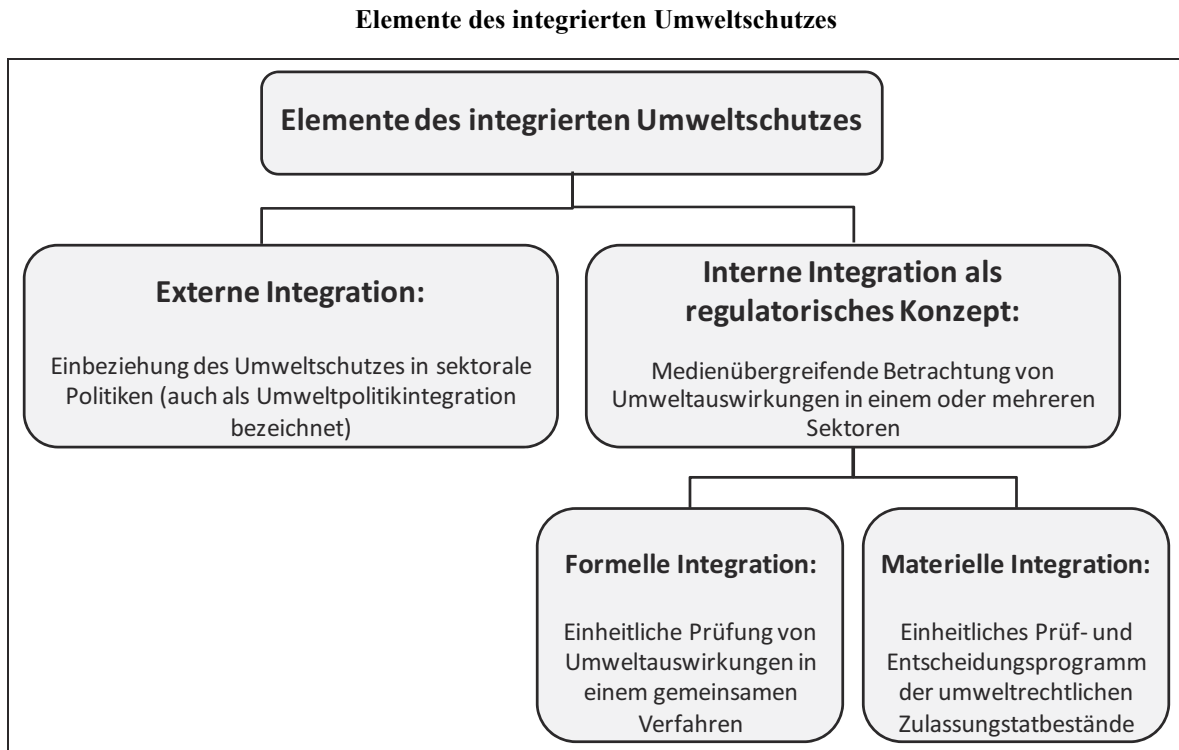 Elemente des integrierten Umweltschutzes
Elemente des integrierten Umweltschutzes
Externe Integration:
Einbeziehung des Umweltschutzes in sektorale
Politiken (auch als Umweltpolitikintegration
bezeichnet)
Interne Integration als
regulatorisches Konzept:
Medienübergreifende Betrachtung von
Umweltauswirkungen in einem oder mehreren
Sektoren
Formelle Integration:
Einheitliche Prüfung von
Umweltauswirkungen in
einem gemeinsamen
Verfahren
Materielle Integration:
Einheitliches Prüf- und
Entscheidungsprogramm
der umweltrechtlichen
Zulassungstatbestände